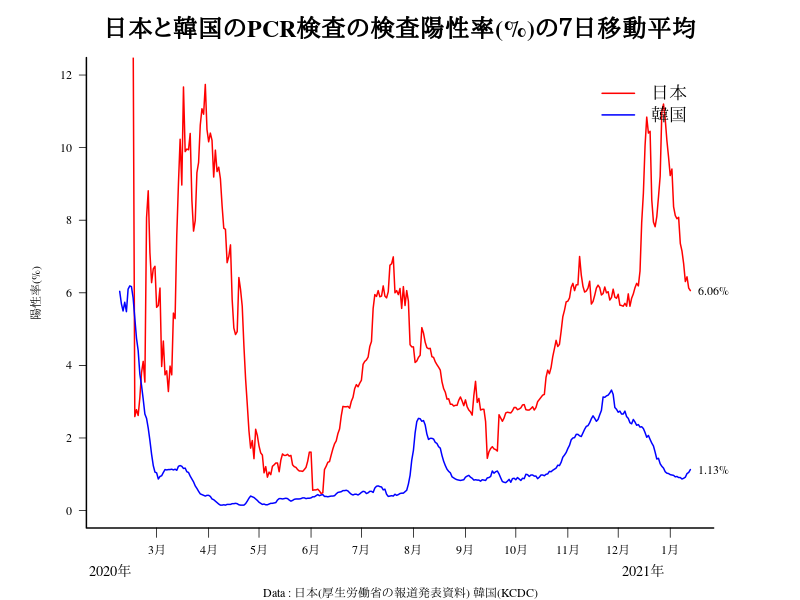 日本と韓国のPCR検査の検査陽性率(%)の7日移動平均
日本
韓国
陽性率(%)
12
10
8
6
4
2
0
6.06%
1.13%
3月 4月 5月 6月 7月 8月 9月 10月 11月 12月 1月
2020年 2021年
Data : 日本(厚生労働省の報道発表資料) 韓国(KCDC)